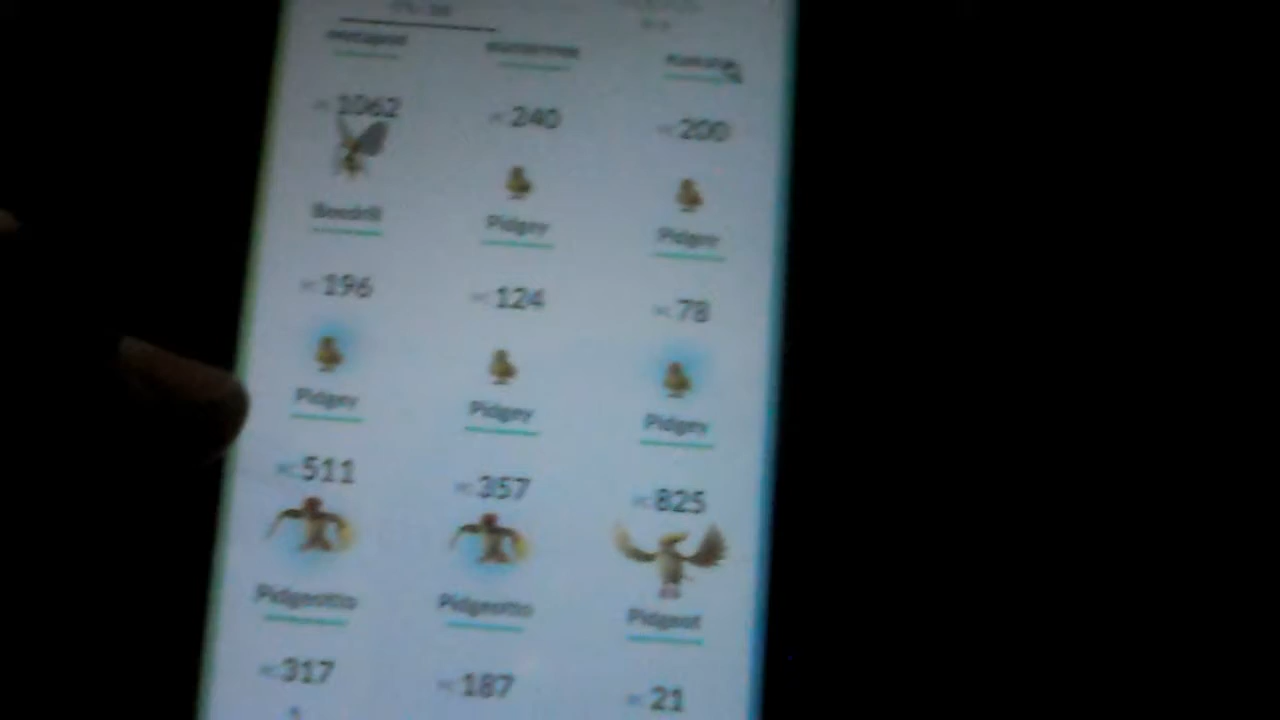 1062 240 200
Beedrill Pidgey Pidgey
196 124 78
Pidgey Pidgey Pidgey
511 357 825
Pidgeotto Pidgeotto Pidgeot
317 187 21